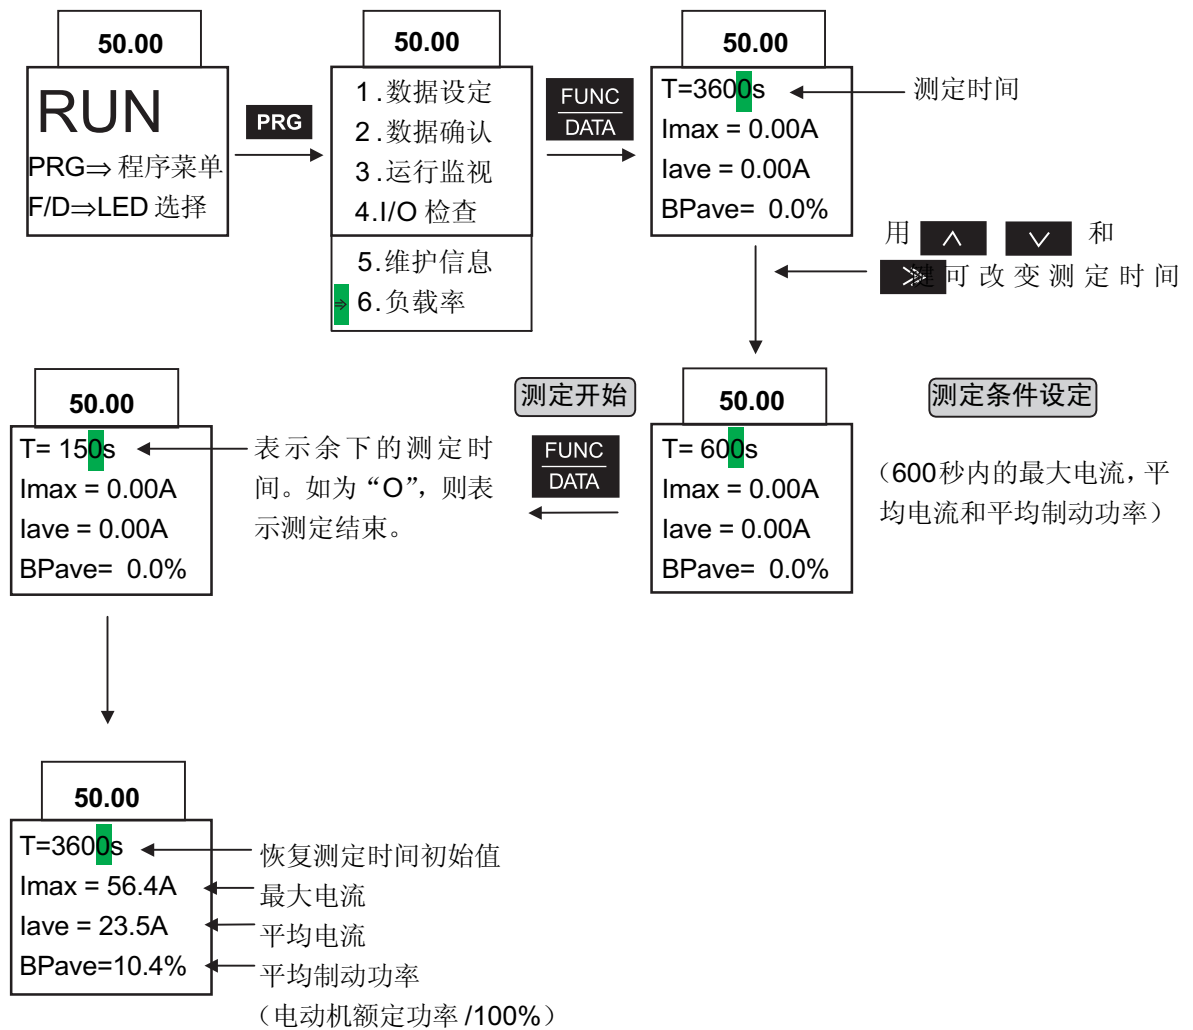 50.00
RUN
PRG⇒程序菜单
F/D⇒LED 选择
PRG
50.00
1.数据设定
2.数据确认
3.运行监视
4.I/O 检查
5.维护信息
⇒ 6.负载率
FUNC
DATA
50.00
T=3600s
Imax = 0.00A
Iave = 0.00A
BPave= 0.0%
测定时间
用 ∧ ∨ 和
≫键可改变测定时间
50.00
T= 600s
Imax = 0.00A
Iave = 0.00A
BPave= 0.0%
测定条件设定
（600秒内的最大电流，平
均电流和平均制动功率）
测定开始
FUNC
DATA
50.00
T= 150s
Imax = 0.00A
Iave = 0.00A
BPave= 0.0%
表示余下的测定时
间。如为“O”，则表
示测定结束。
50.00
T=3600s
Imax = 56.4A
Iave = 23.5A
BPave=10.4%
恢复测定时间初始值
最大电流
平均电流
平均制动功率
（电动机额定功率 /100%）